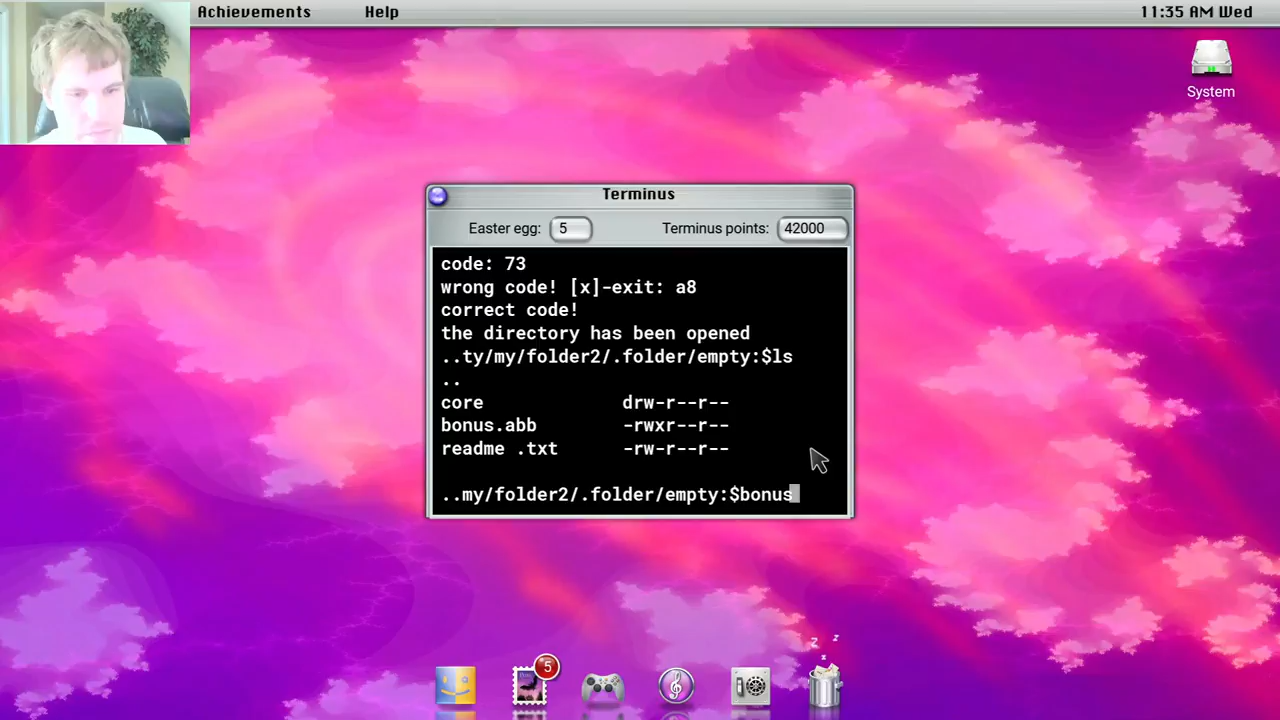 Achievements Help 11:35 AM Wed
System
Terminus
Easter egg: 5 Terminus points: 42000
code: 73
wrong code! [x]-exit: a8
correct code!
the directory has been opened
..ty/my/folder2/.folder/empty:$ls
..
core drw-r--r--
bonus.abb -rwxr--r--
readme .txt -rw-r--r--
..my/folder2/.folder/empty:$bonus
z z
z
5